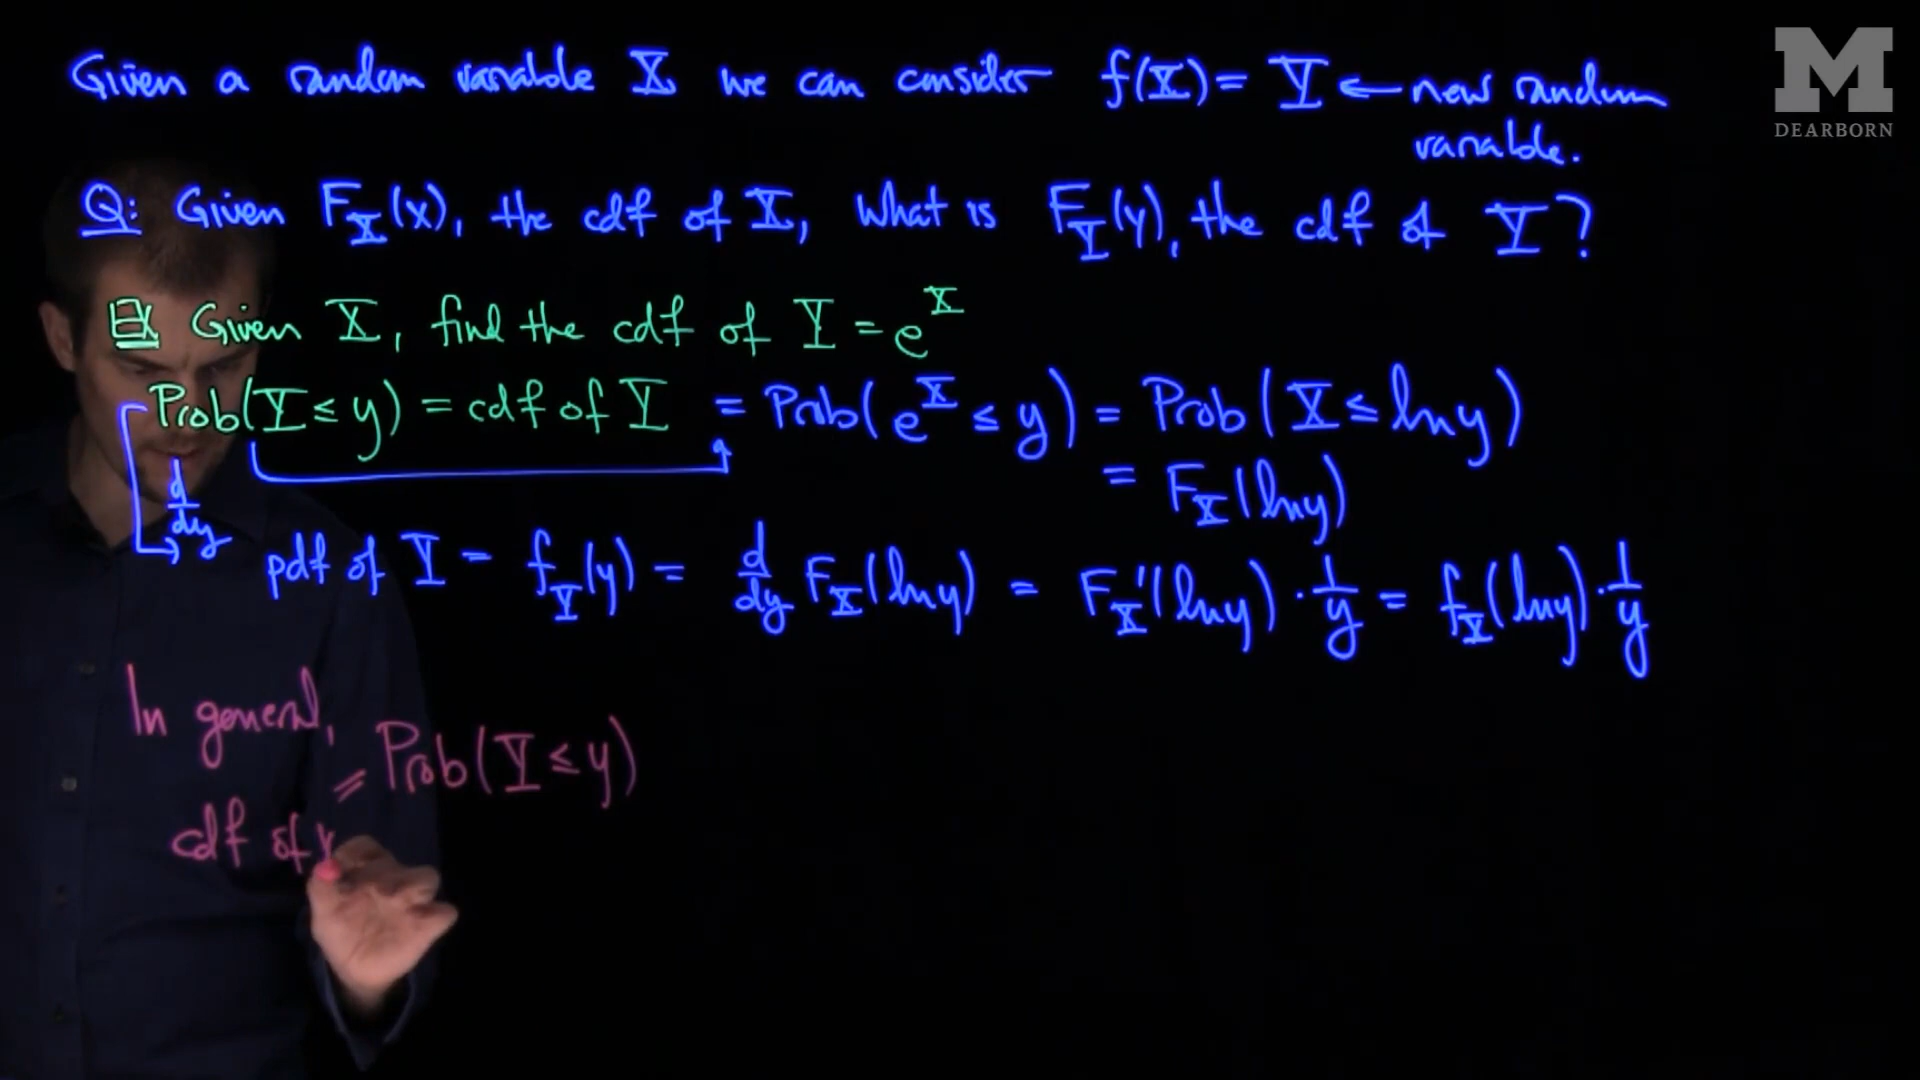 Given a random variable X, we can consider f(X) = Y ← new random
variable.
M
DEARBORN
Q: Given F_X(x), the cdf of X, what is F_Y(y), the cdf of Y?
Ex Given X, find the cdf of Y = e^X
Prob(Y ≤ y) = cdf of Y = Prob(e^X ≤ y) = Prob(X ≤ ln y)
= F_X(ln y)
d/dy
pdf of Y = f_Y(y) = d/dy F_X(ln y) = F_X'(ln y) · 1/y = f_X(ln y) · 1/y
In general,
= Prob(Y ≤ y)
cdf of